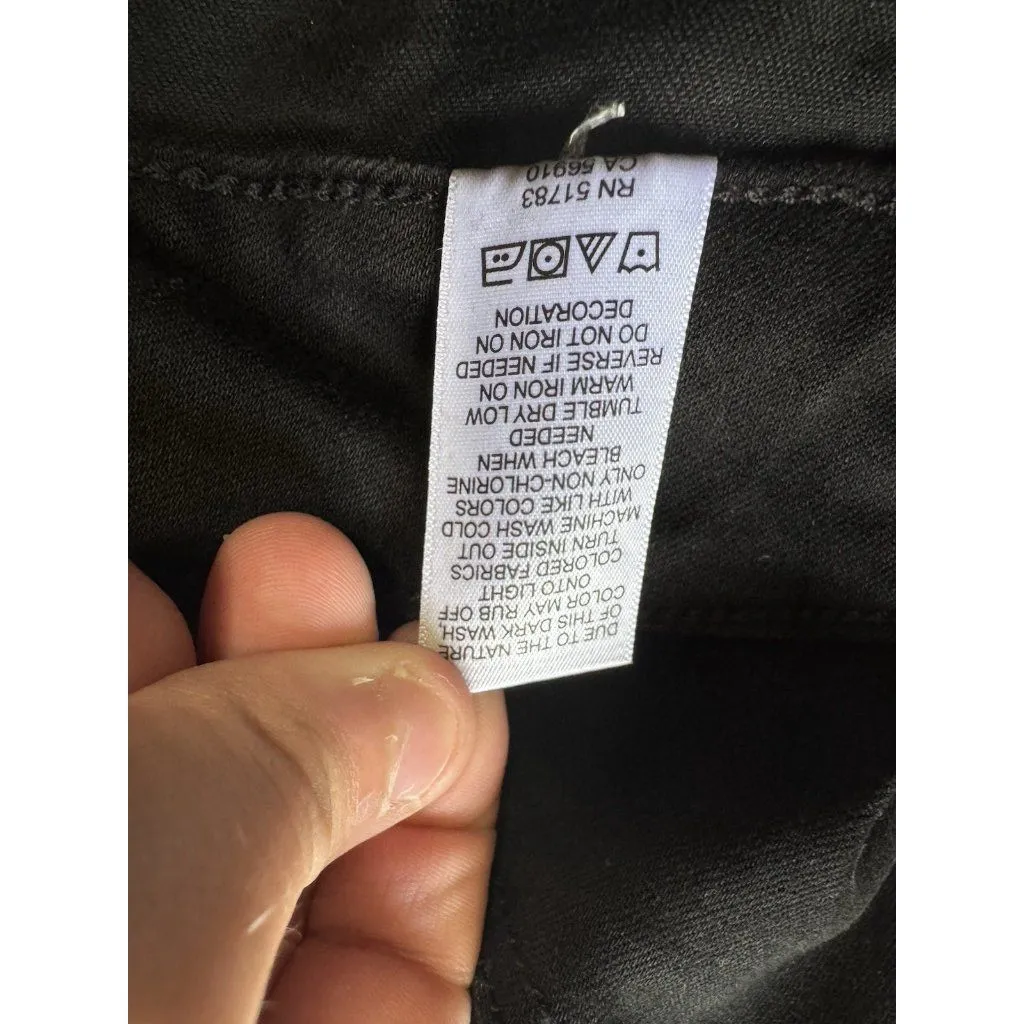 DUE TO THE NATURE
OF THIS DARK WASH,
COLOR MAY RUB OFF
ONTO LIGHT
COLORED FABRICS
TURN INSIDE OUT
MACHINE WASH COLD
WITH LIKE COLORS
ONLY NON-CHLORINE
BLEACH WHEN
NEEDED
TUMBLE DRY LOW
WARM IRON ON
REVERSE IF NEEDED
DO NOT IRON ON
DECORATION
RN 51783
CA 56910